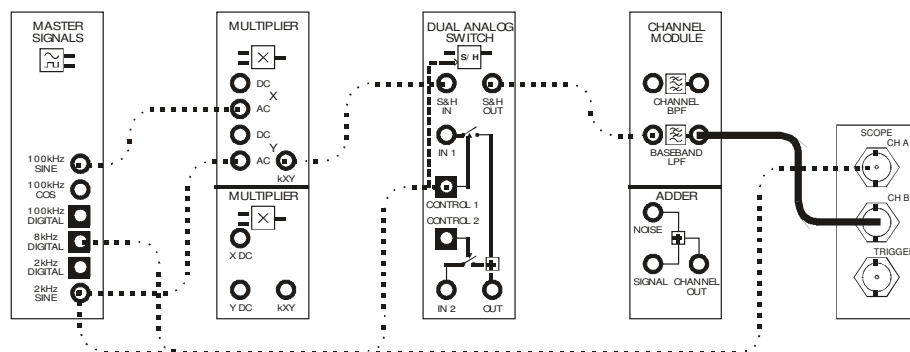 MASTER
SIGNALS
100kHz
SINE
100kHz
COS
100kHz
DIGITAL
8kHz
DIGITAL
2kHz
DIGITAL
2kHz
SINE
MULTIPLIER
X
DC
X
AC
DC
Y
AC
kXY
MULTIPLIER
X
X DC
Y DC
kXY
DUAL ANALOG
SWITCH
S/H
S&H
IN
S&H
OUT
IN 1
CONTROL 1
CONTROL 2
IN 2
OUT
CHANNEL
MODULE
CHANNEL
BPF
BASEBAND
LPF
ADDER
NOISE
SIGNAL
CHANNEL
OUT
SCOPE
CH A
CH B
TRIGGER